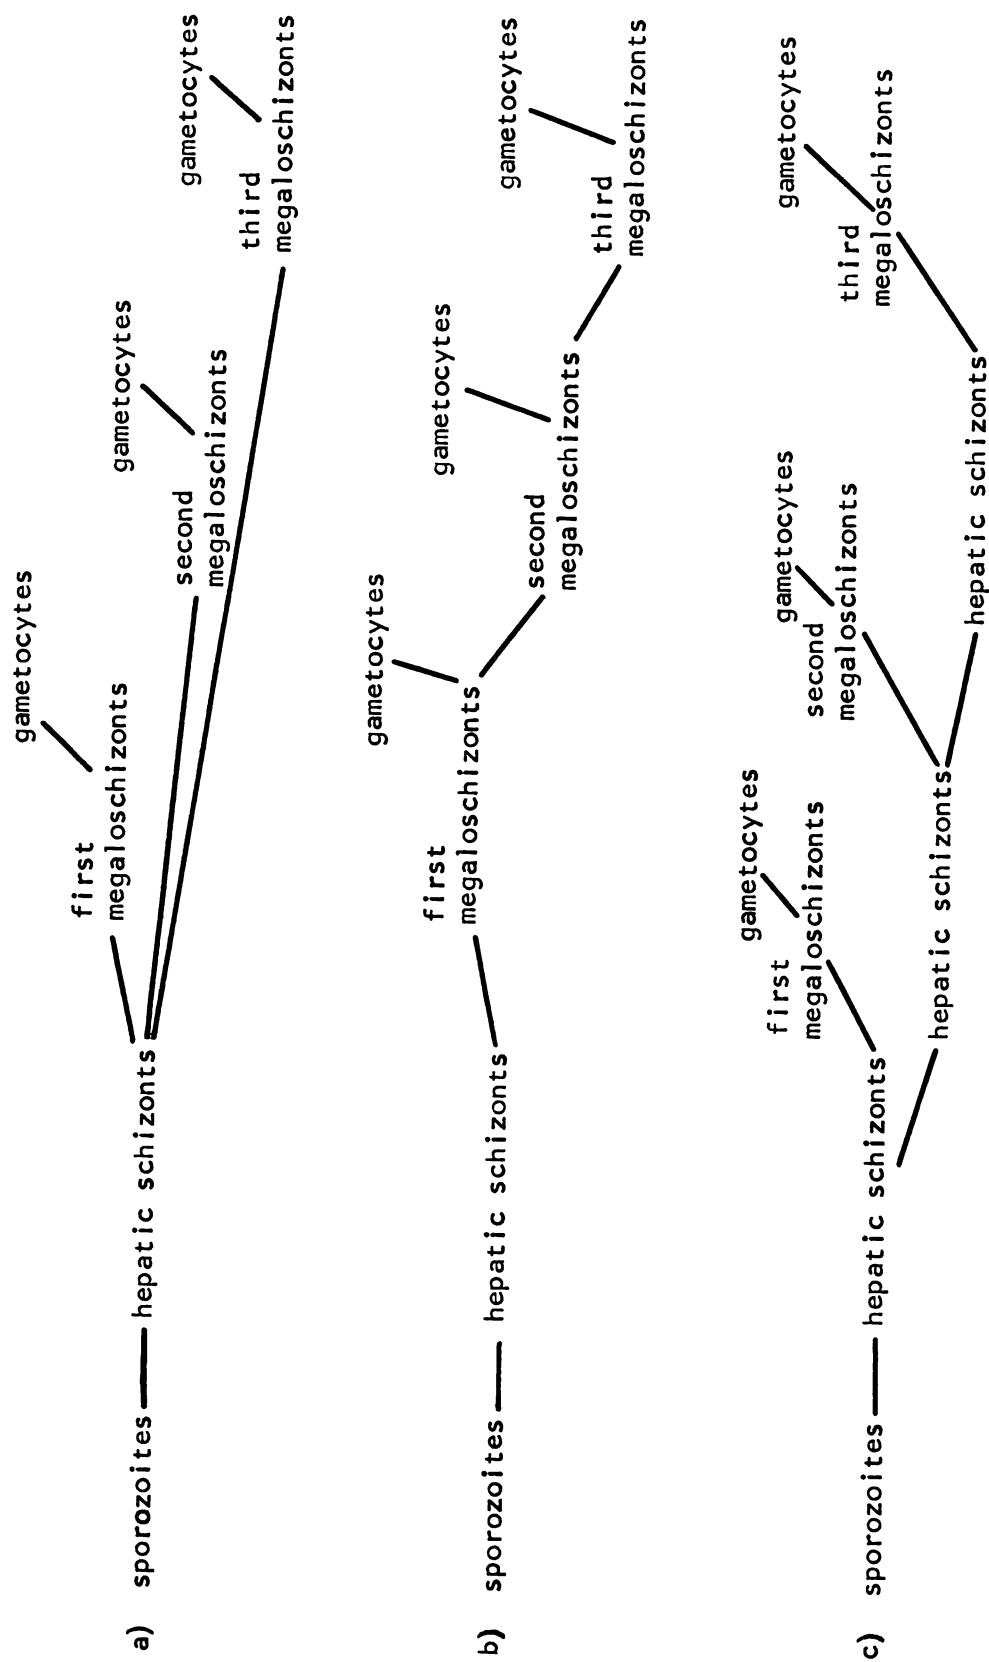 a) sporozoites hepatic schizonts
first
megaloschizonts
gametocytes
second
megaloschizonts
gametocytes
third
megaloschizonts
gametocytes
b) sporozoites hepatic schizonts
first
megaloschizonts
gametocytes
second
megaloschizonts
gametocytes
third
megaloschizonts
gametocytes
c) sporozoites hepatic schizonts
first
megaloschizonts
gametocytes
hepatic schizonts
second
megaloschizonts
gametocytes
hepatic schizonts
third
megaloschizonts
gametocytes